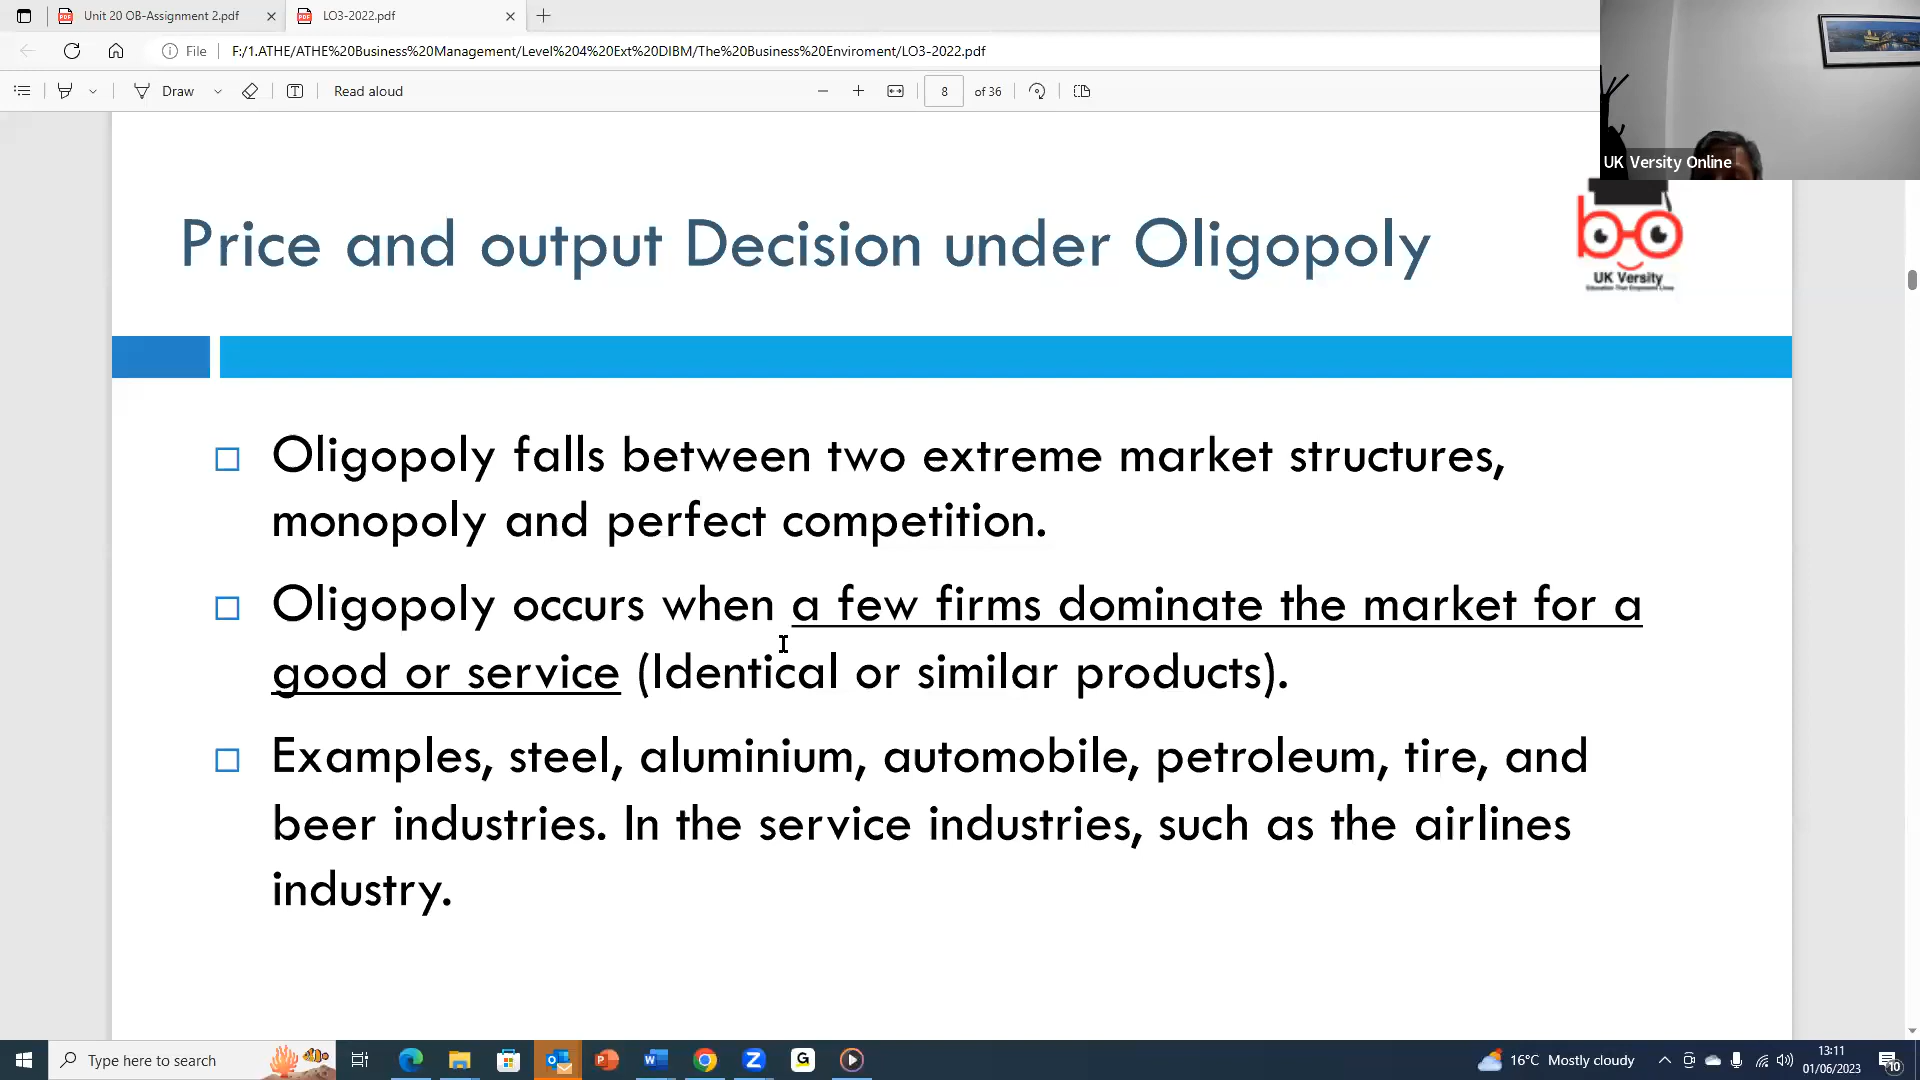 Unit 20 OB-Assignment 2.pdf
LO3-2022.pdf
File
F:/1.ATHE/ATHE%20Business%20Management/Level%204%20Ext%20DIBM/The%20Business%20Enviroment/LO3-2022.pdf
Draw
Read aloud
8 of 36
UK Versity Online
Price and output Decision under Oligopoly
UK Versity
Education That Empowers Lives
Oligopoly falls between two extreme market structures,
monopoly and perfect competition.
Oligopoly occurs when a few firms dominate the market for a
good or service (Identical or similar products).
Examples, steel, aluminium, automobile, petroleum, tire, and
beer industries. In the service industries, such as the airlines
industry.
Type here to search
16°C Mostly cloudy
13:11
01/06/2023
10